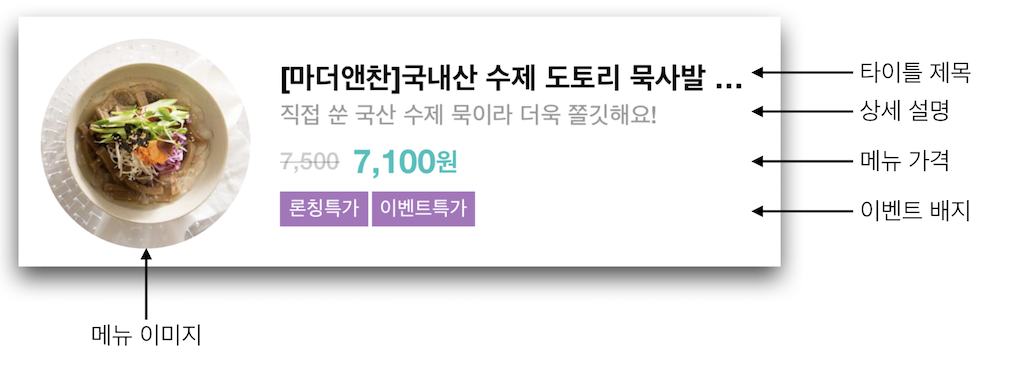 [마더앤찬]국내산 수제 도토리 묵사발 ...
타이틀 제목
직접 쑨 국산 수제 묵이라 더욱 쫄깃해요!
상세 설명
7,500 7,100원
메뉴 가격
론칭특가 이벤트특가
이벤트 배지
메뉴 이미지